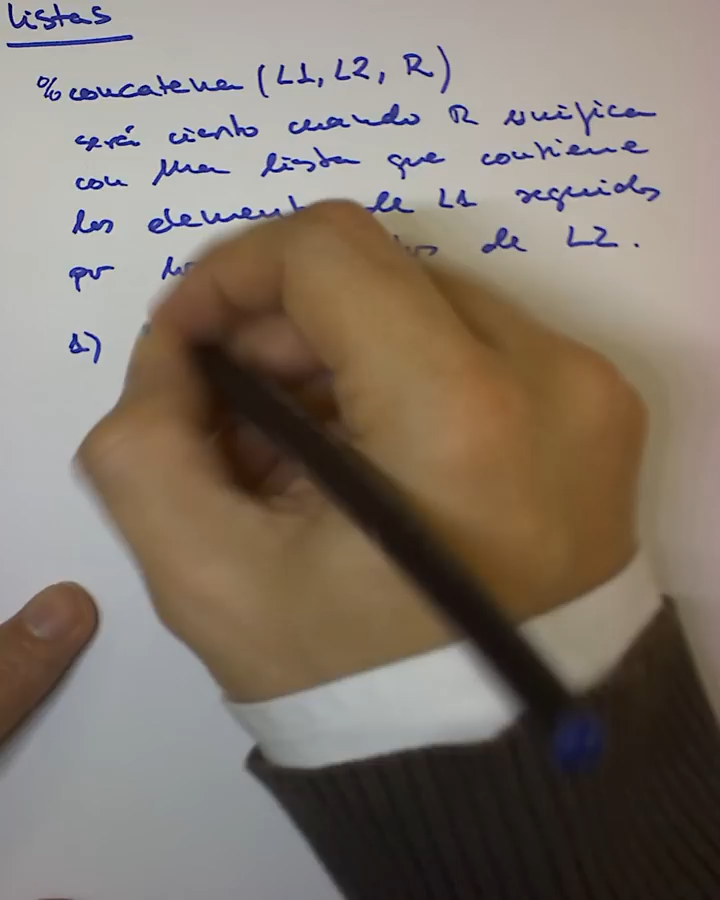 listas
% concatena (L1, L2, R)
será cierto cuando R unifica
con una lista que contiene
los de L1 seguidos
por de L2.
1)